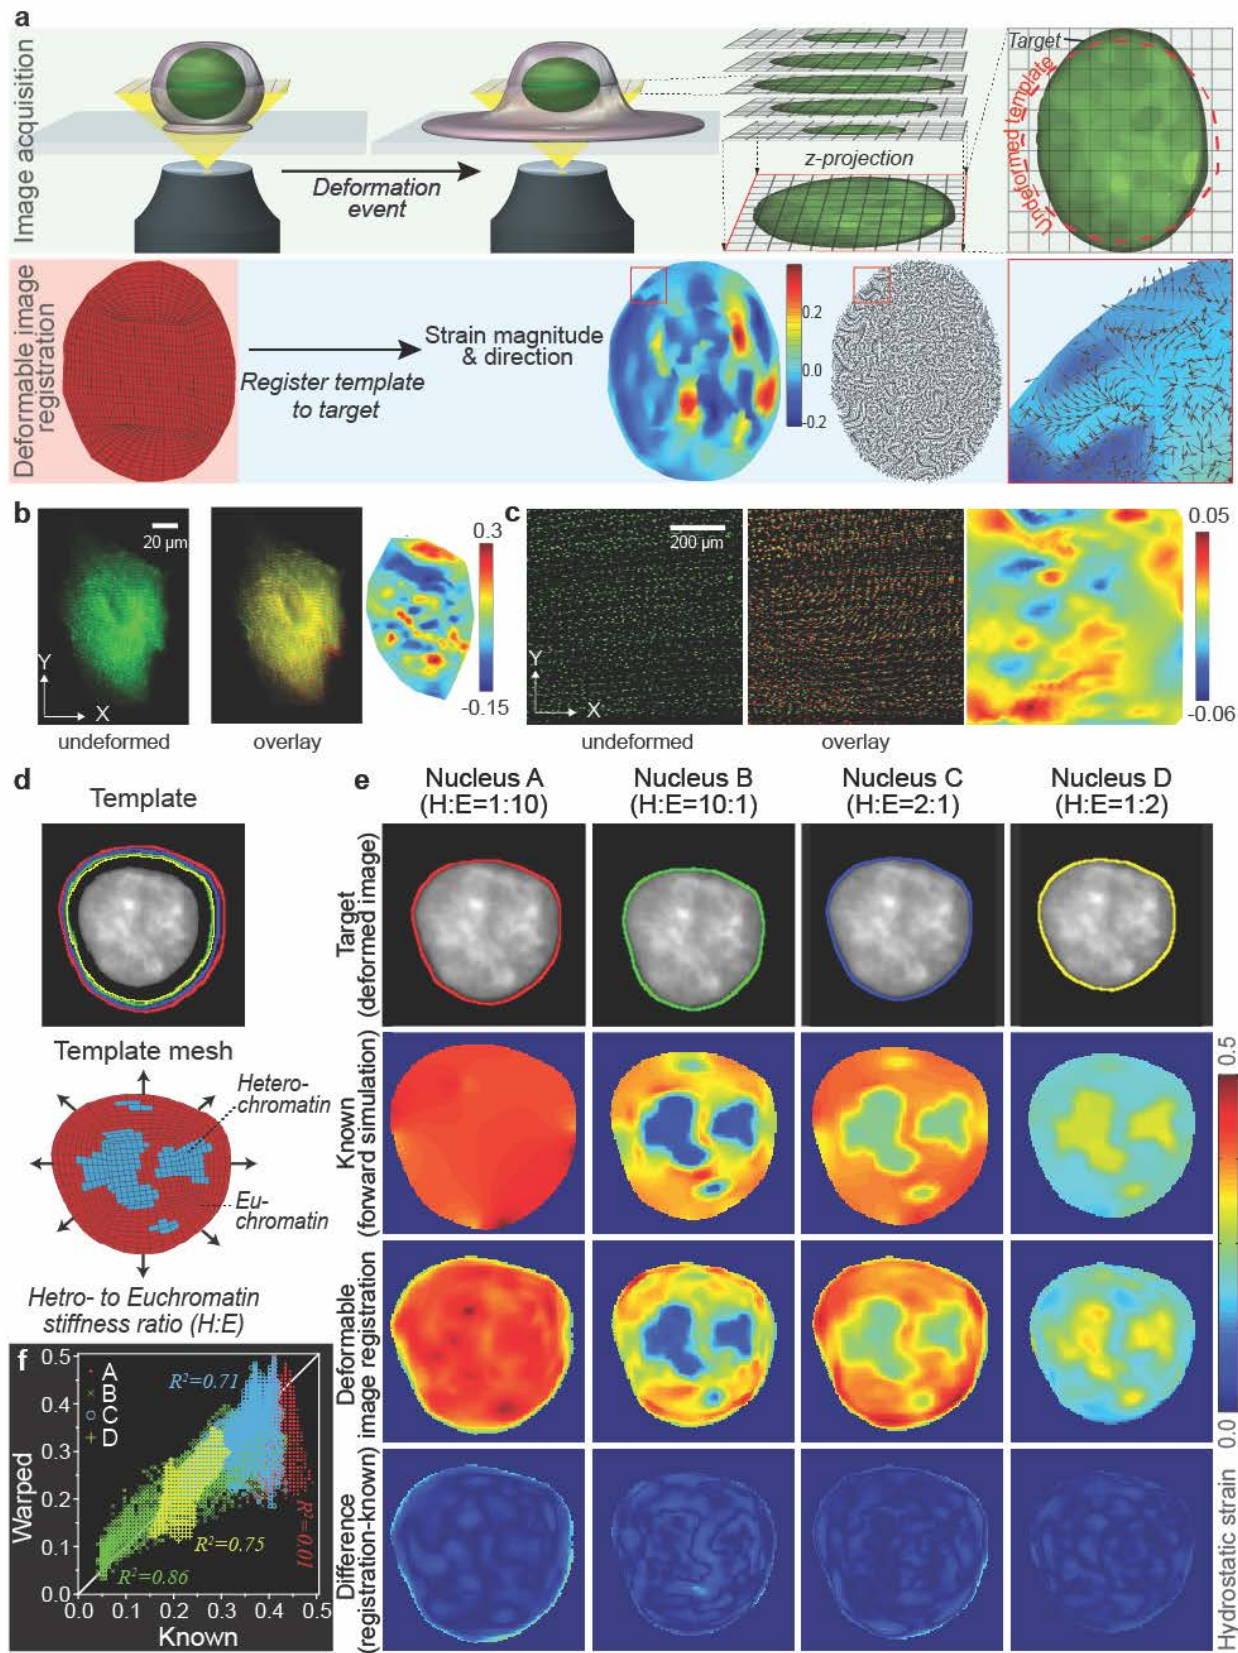 a
Image acquisition
Deformation
event
z-projection
Target
Undeformed template
Deformable image
registration
Register template
to target
Strain magnitude
& direction
0.2
0.0
-0.2
b
20 µm
Y
X
undeformed
overlay
0.3
-0.15
c
200 µm
Y
X
undeformed
overlay
0.05
-0.06
d
Template
Template mesh
Hetero-
chromatin
Eu-
chromatin
Hetro- to Euchromatin
stiffness ratio (H:E)
e
Nucleus A
(H:E=1:10)
Nucleus B
(H:E=10:1)
Nucleus C
(H:E=2:1)
Nucleus D
(H:E=1:2)
Target
(deformed image)
Known
(forward simulation)
Deformable
image registration
Difference
(registration-known)
0.5
0.0
Hydrostatic strain
f
0.5
0.4
0.3
0.2
0.1
0.0
Warped
A
B
C
D
R²=0.71
R²=0.01
R²=0.75
R²=0.86
0.0 0.1 0.2 0.3 0.4 0.5
Known